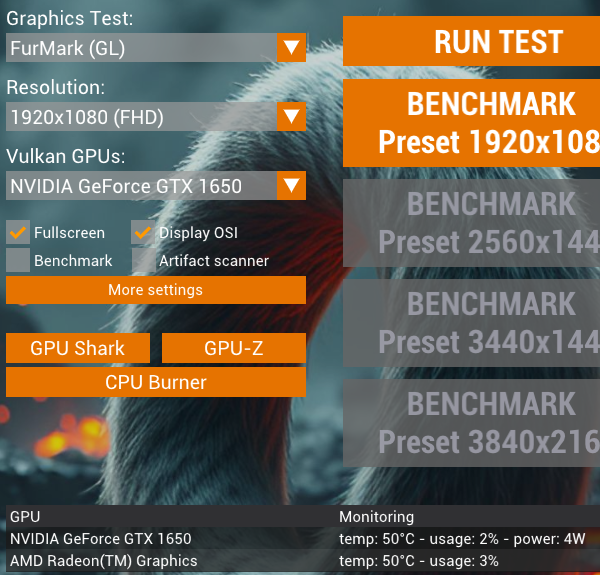 Graphics Test:
FurMark (GL)
Resolution:
1920x1080 (FHD)
Vulkan GPUs:
NVIDIA GeForce GTX 1650
Fullscreen
Display OSI
Benchmark
Artifact scanner
More settings
GPU Shark
GPU-Z
CPU Burner
RUN TEST
BENCHMARK
Preset 1920x108
BENCHMARK
Preset 2560x144
BENCHMARK
Preset 3440x144
BENCHMARK
Preset 3840x216
GPU Monitoring
NVIDIA GeForce GTX 1650 temp: 50°C - usage: 2% - power: 4W
AMD Radeon(TM) Graphics temp: 50°C - usage: 3%